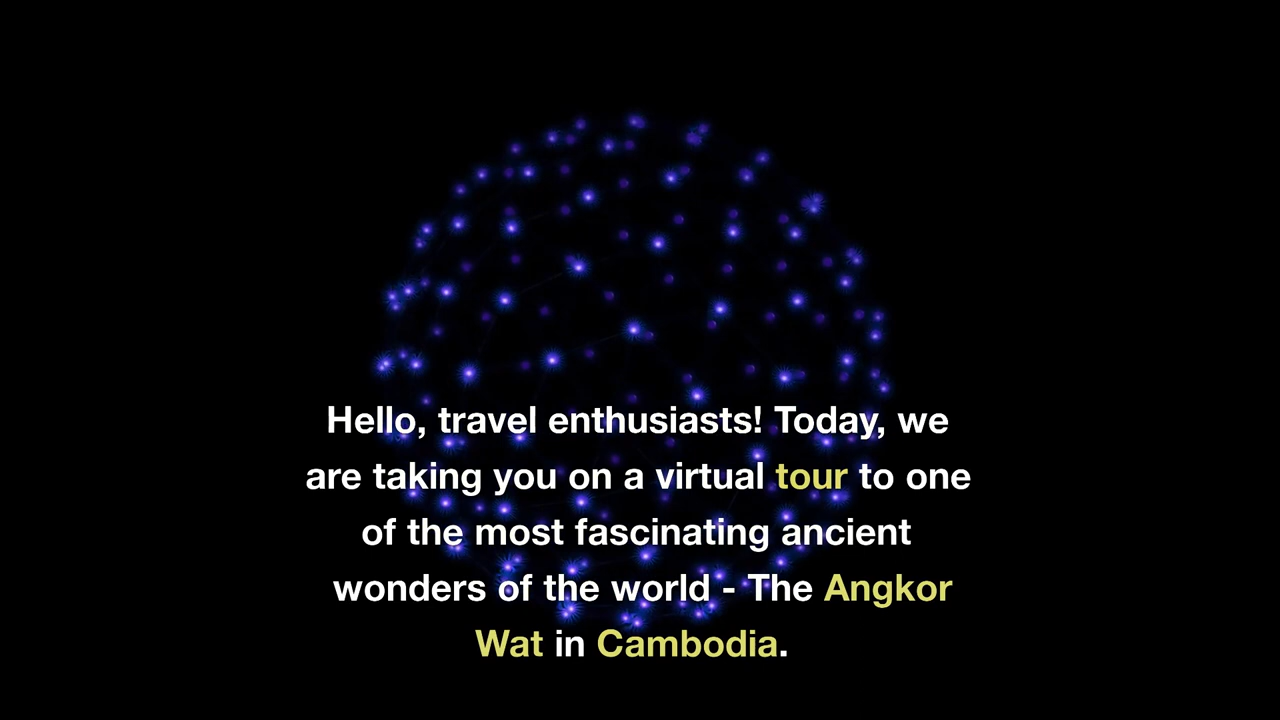 Hello, travel enthusiasts! Today, we
are taking you on a virtual tour to one
of the most fascinating ancient
wonders of the world - The Angkor
Wat in Cambodia.